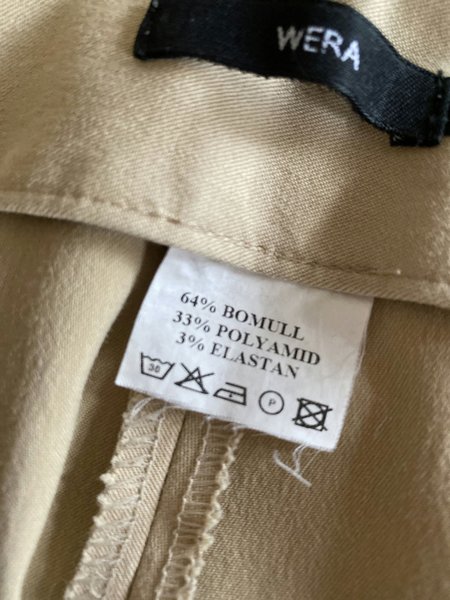 WERA
64% BOMULL
33% POLYAMID
3% ELASTAN
30 P